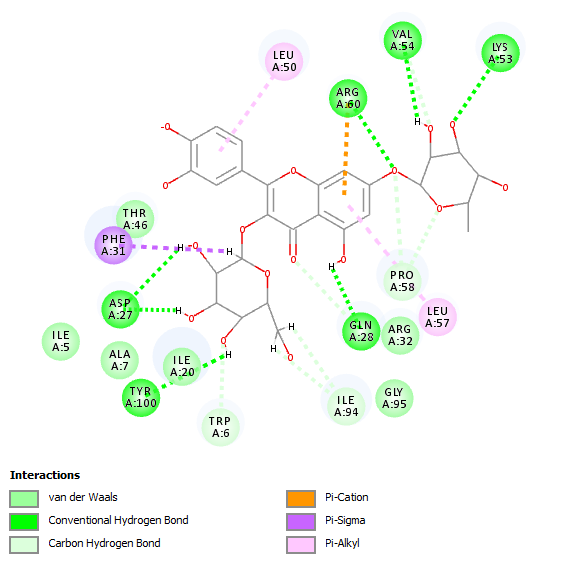 VAL
A:54
LYS
A:53
LEU
A:50
ARG
A:60
H
O
O
-O
O
O
O
O
O
O
THR
A:46
PHE
A:31
H
O
H
O
O
H
O
PRO
A:58
ASP
A:27
H
O
GLN
A:28
ARG
A:32
LEU
A:57
ILE
A:5
ALA
A:7
ILE
A:20
O
H
H
H
O
TYR
A:100
TRP
A:6
ILE
A:94
GLY
A:95
Interactions
van der Waals
Conventional Hydrogen Bond
Carbon Hydrogen Bond
Pi-Cation
Pi-Sigma
Pi-Alkyl